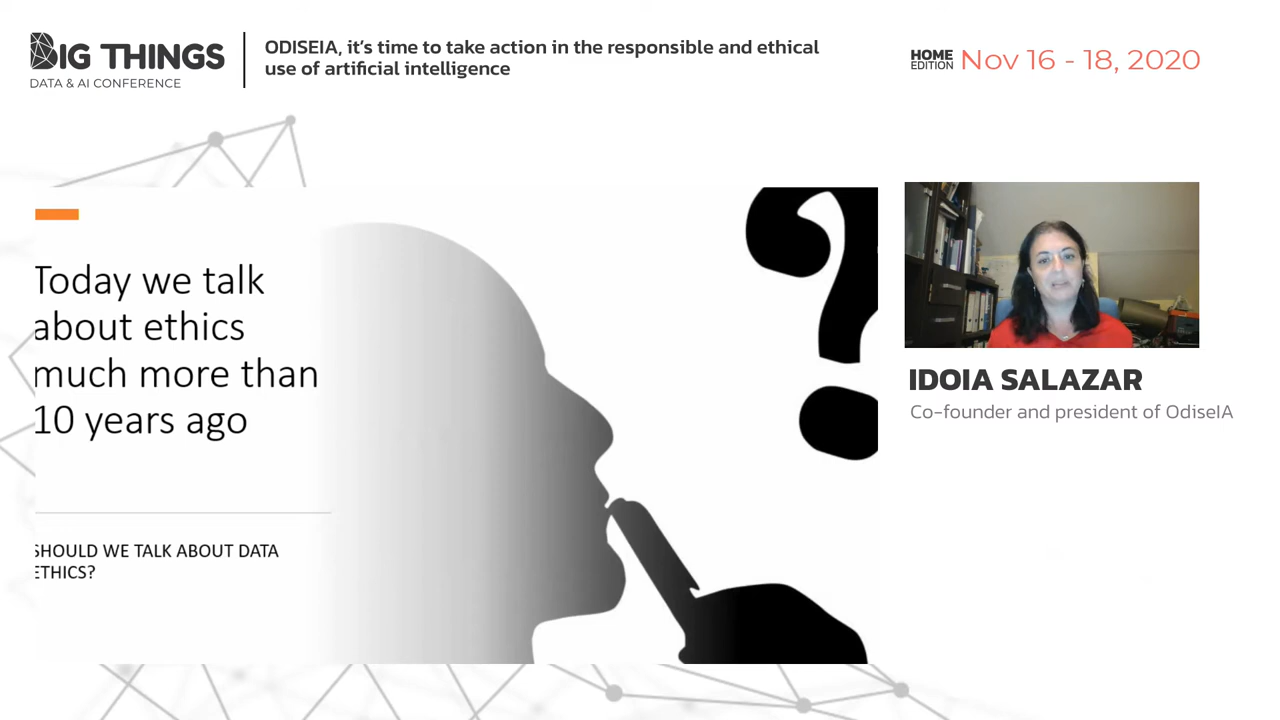 BIG THINGS
DATA & AI CONFERENCE
ODISEIA, it's time to take action in the responsible and ethical
use of artificial intelligence
HOME
EDITION
Nov 16 - 18, 2020
Today we talk
about ethics
much more than
10 years ago
SHOULD WE TALK ABOUT DATA
ETHICS?
IDOIA SALAZAR
Co-founder and president of OdiseIA